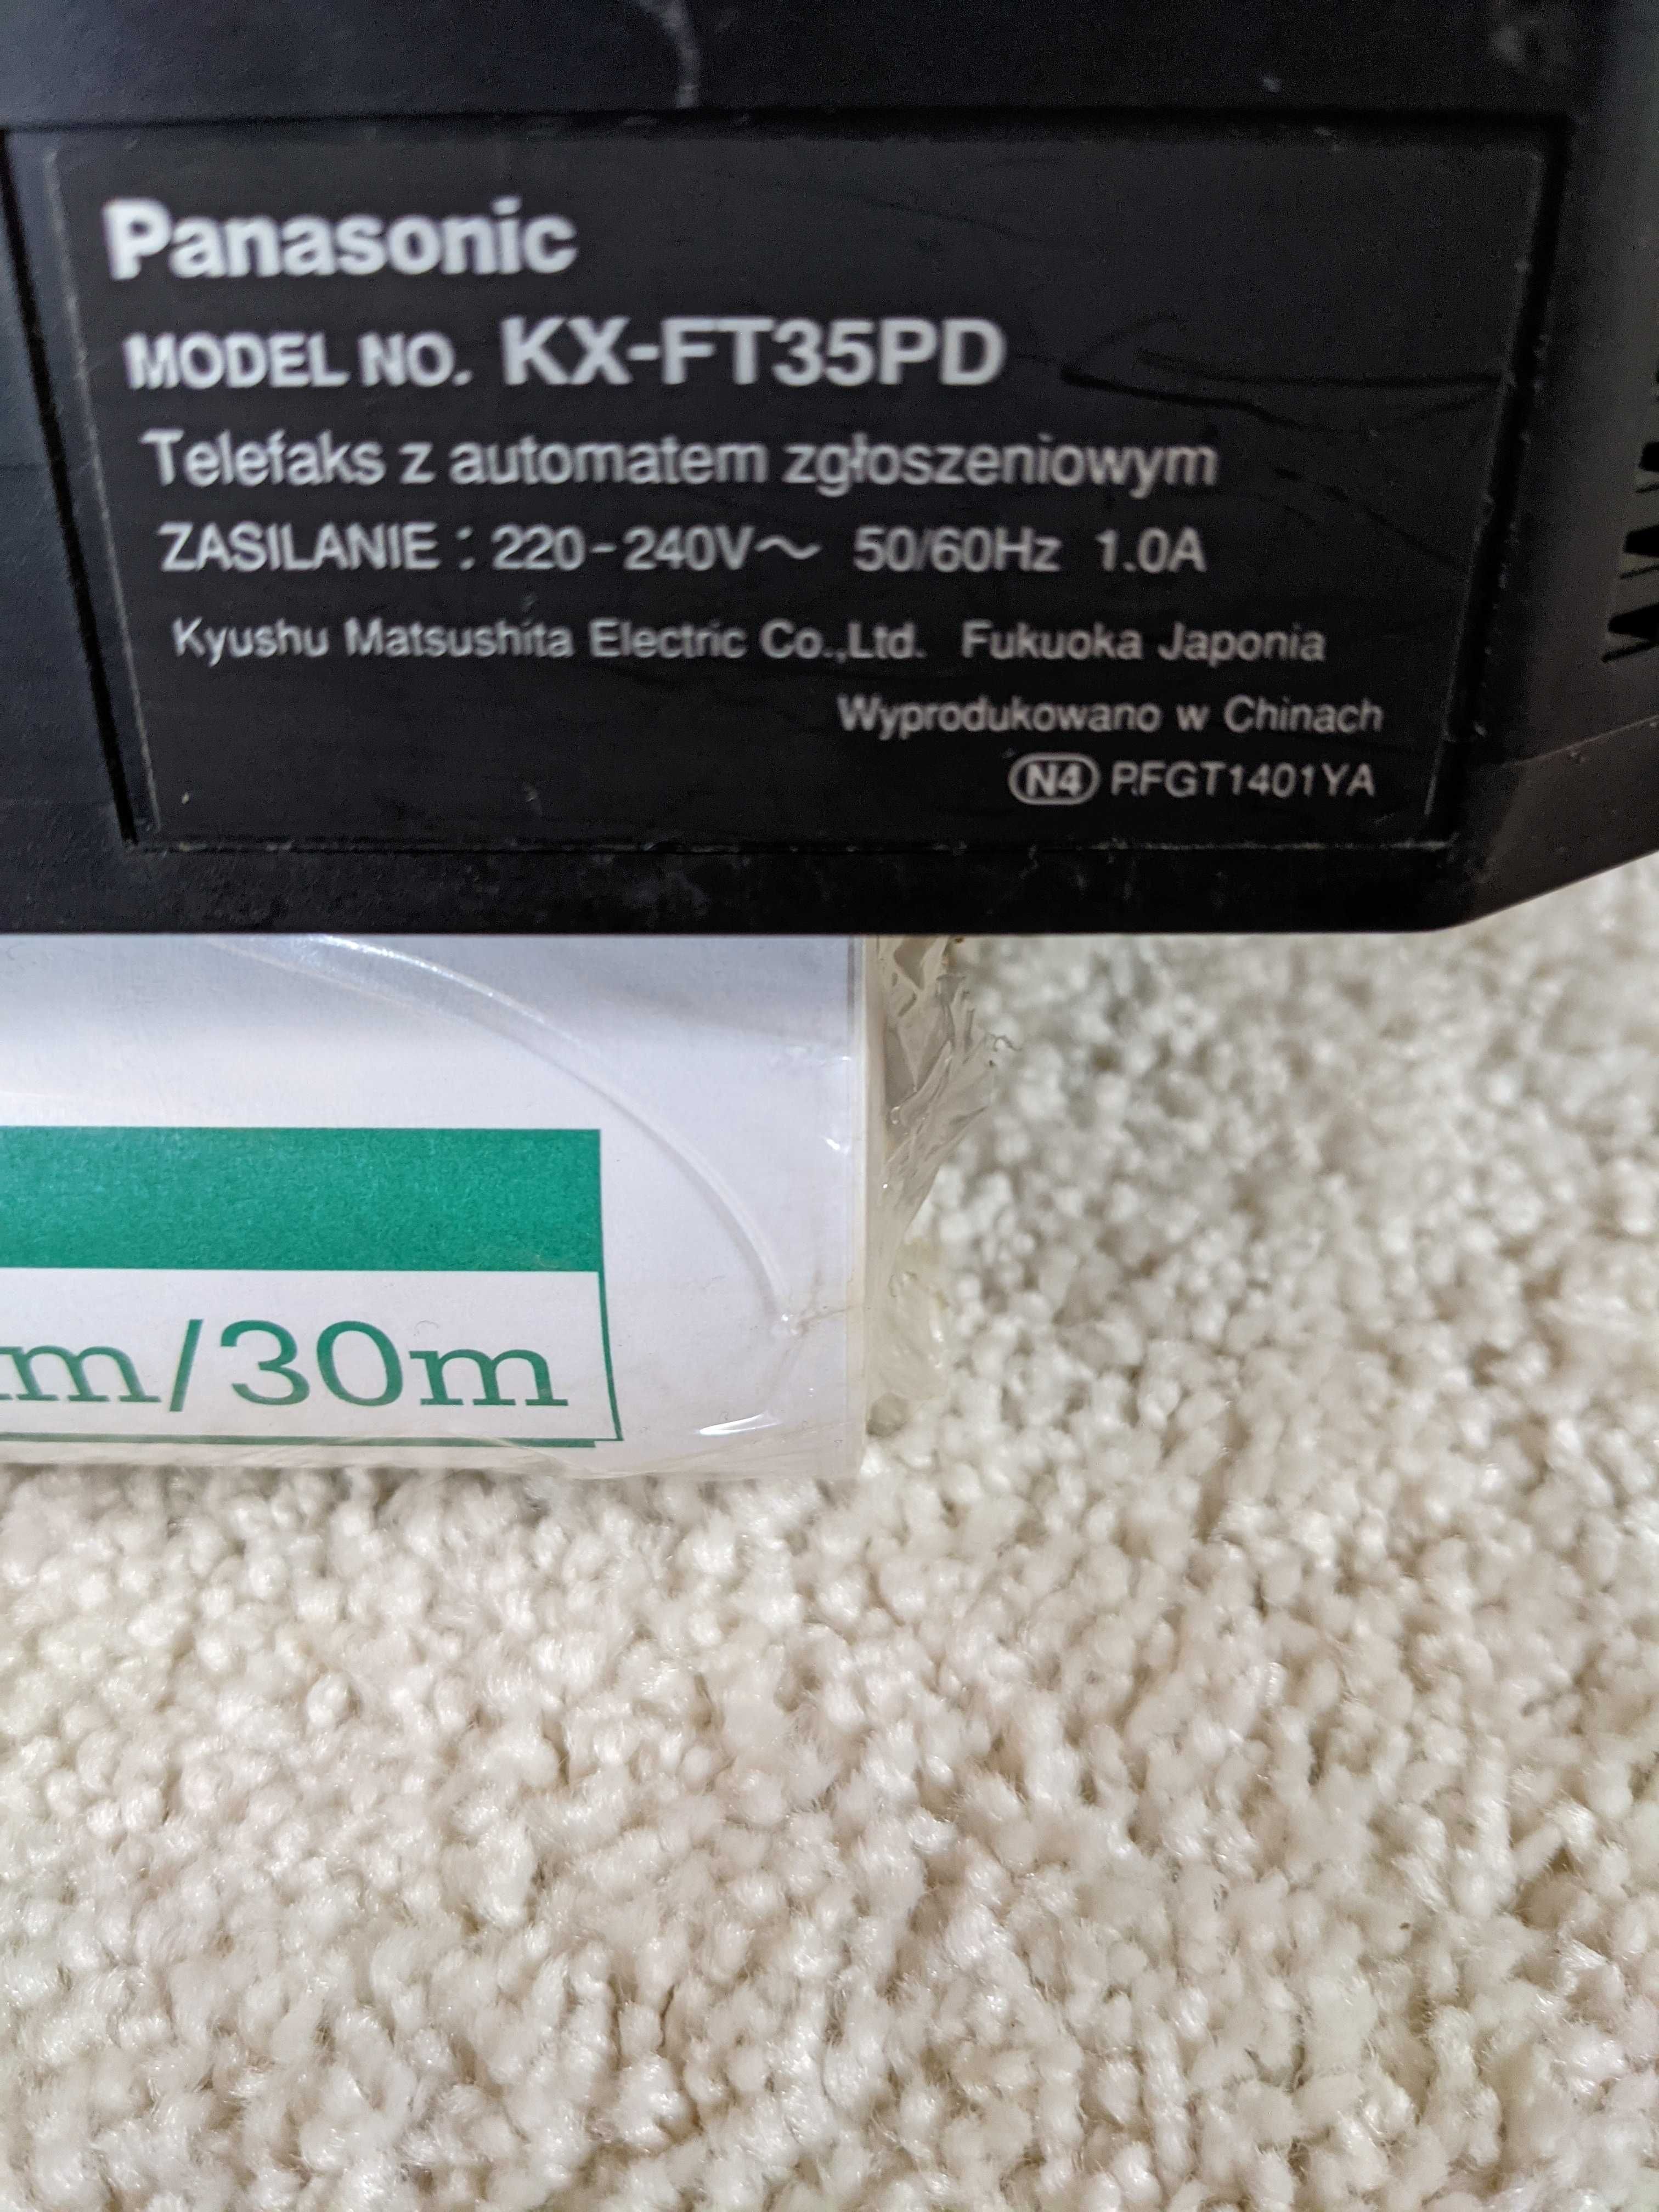 Panasonic
MODEL NO. KX-FT35PD
Telefaks z automatem zgłoszeniowym
ZASILANIE : 220-240V~ 50/60Hz 1.0A
Kyushu Matsushita Electric Co.,Ltd. Fukuoka Japonia
Wyprodukowano w Chinach
N4 PFGT1401YA
m/30m